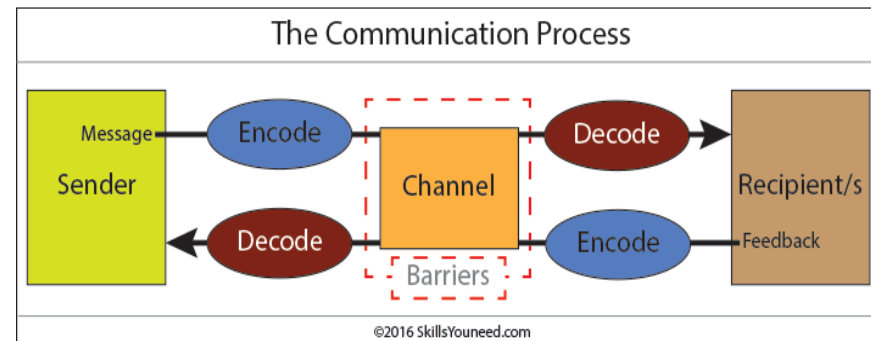 The Communication Process
Message
Encode
Decode
Sender
Channel
Recipient/s
Decode
Encode
Feedback
Barriers
©2016 SkillsYouneed.com